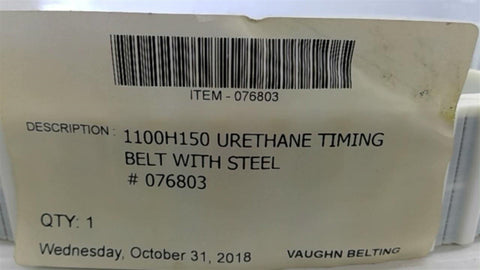 ITEM - 076803
DESCRIPTION : 1100H150 URETHANE TIMING
BELT WITH STEEL
# 076803
QTY: 1
Wednesday, October 31, 2018 VAUGHN BELTING